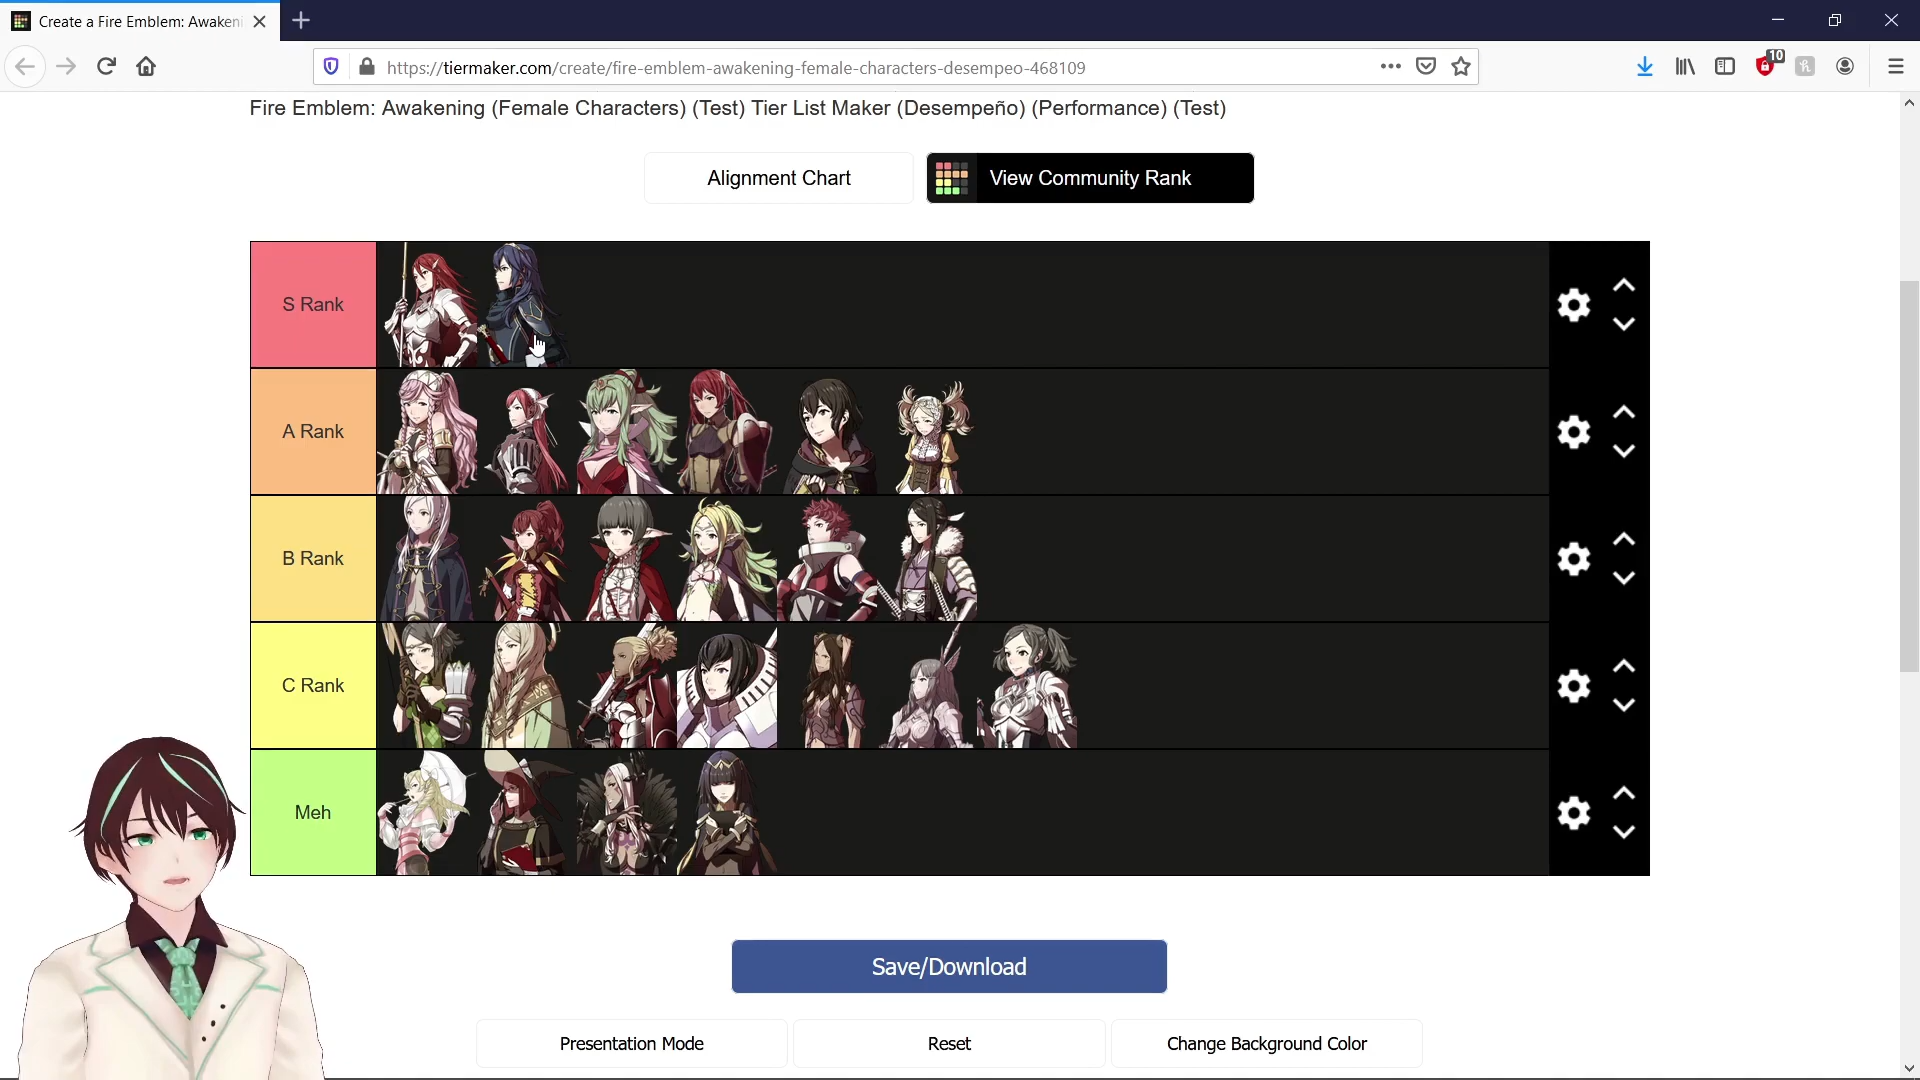 Create a Fire Emblem: Awakeni
https://tiermaker.com/create/fire-emblem-awakening-female-characters-desempeo-468109
10
Fire Emblem: Awakening (Female Characters) (Test) Tier List Maker (Desempeño) (Performance) (Test)
Alignment Chart
View Community Rank
S Rank
A Rank
B Rank
C Rank
Meh
Save/Download
Presentation Mode
Reset
Change Background Color